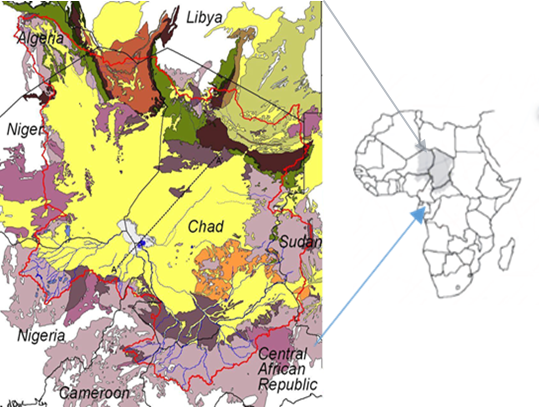 Libya
Algeria
Niger
Chad
Sudan
Nigeria
Central
African
Republic
Cameroon